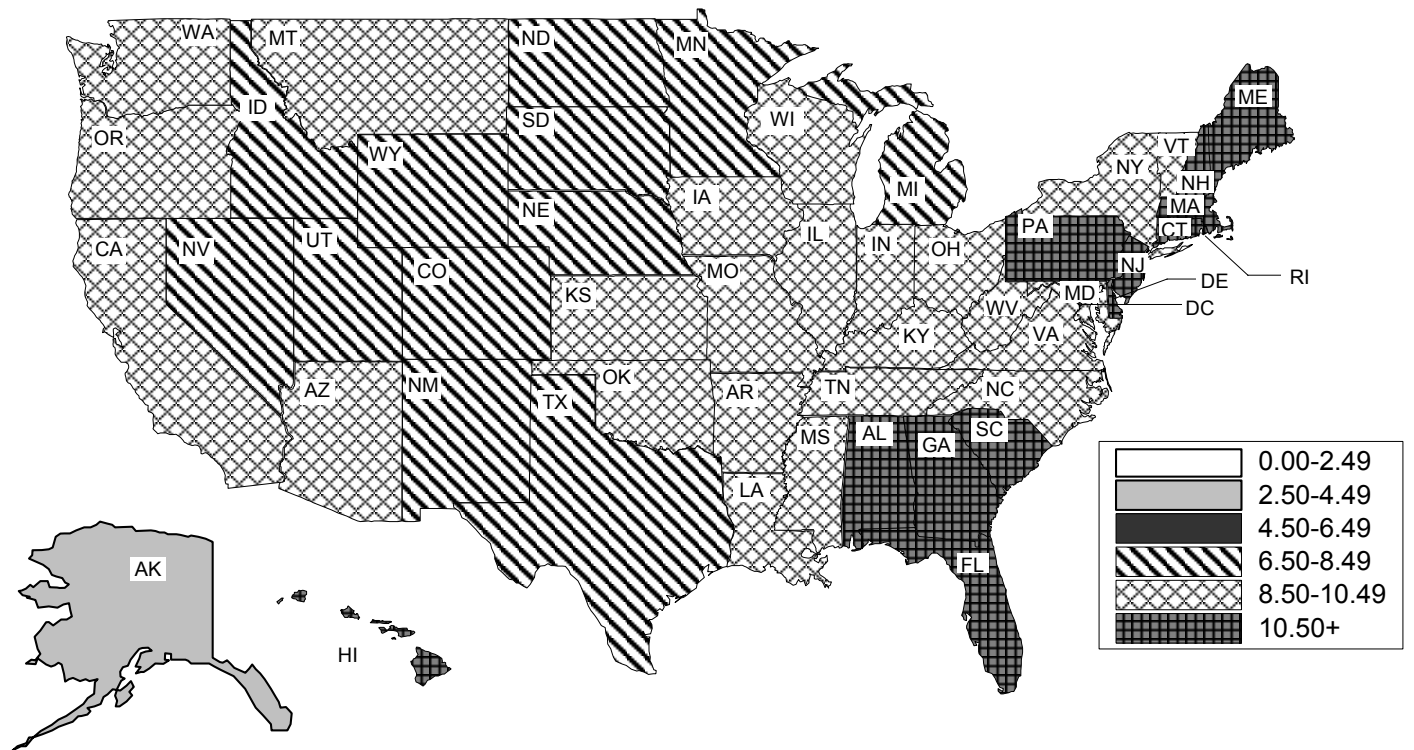 WA
MT
ND
MN
ME
ID
WI
VT
OR
SD
WY
NY
NH
MI
MA
IA
NE
PA
CT
CA
NV
UT
IL
IN
OH
CO
MO
NJ
RI
KS
MD
DE
WV
DC
VA
KY
OK
NM
AZ
TX
AR
TN
NC
MS
AL
GA
SC
LA
FL
AK
HI
0.00-2.49
2.50-4.49
4.50-6.49
6.50-8.49
8.50-10.49
10.50+